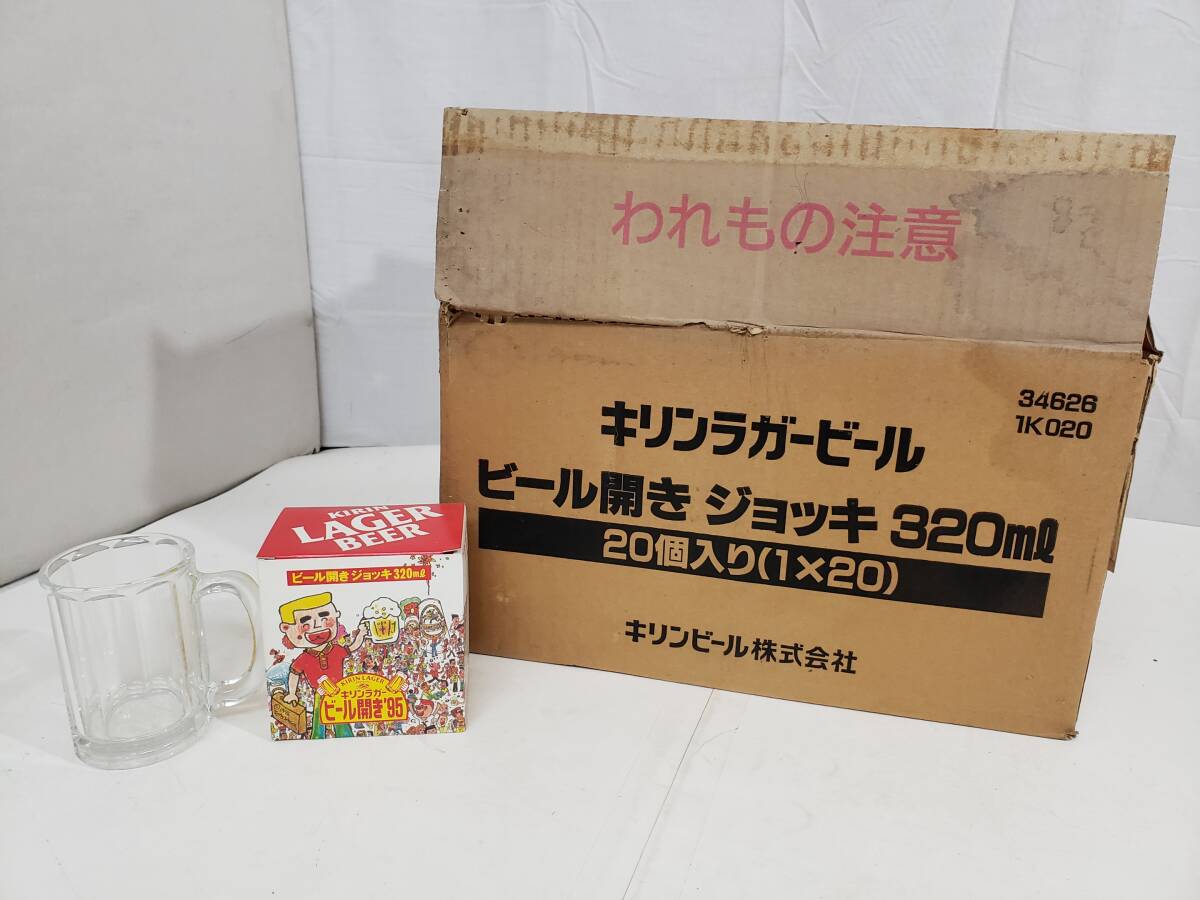 われもの注意
34626
1K020
キリンラガービール
ビール開き ジョッキ 320mℓ
20個入り(1×20)
キリンビール株式会社
KIRIN
LAGER
BEER
ビール開き ジョッキ 320mℓ
KIRIN LAGER
キリンラガー
ビール開き'95